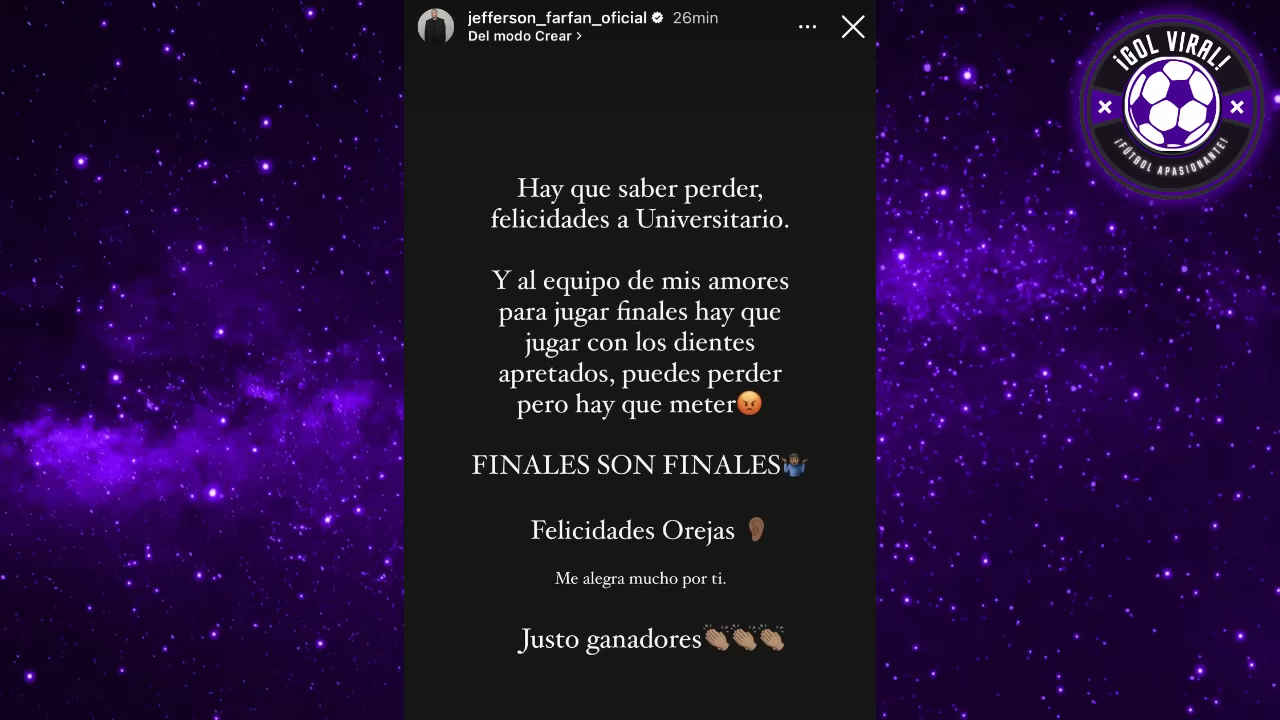 jefferson_farfan_oficial 26min
Del modo Crear >
¡GOL VIRAL!
¡FÚTBOL APASIONANTE!
Hay que saber perder,
felicidades a Universitario.
Y al equipo de mis amores
para jugar finales hay que
jugar con los dientes
apretados, puedes perder
pero hay que meter😡
FINALES SON FINALES🤷🏾‍♂️
Felicidades Orejas 👂🏾
Me alegra mucho por ti.
Justo ganadores👏🏽👏🏽👏🏽